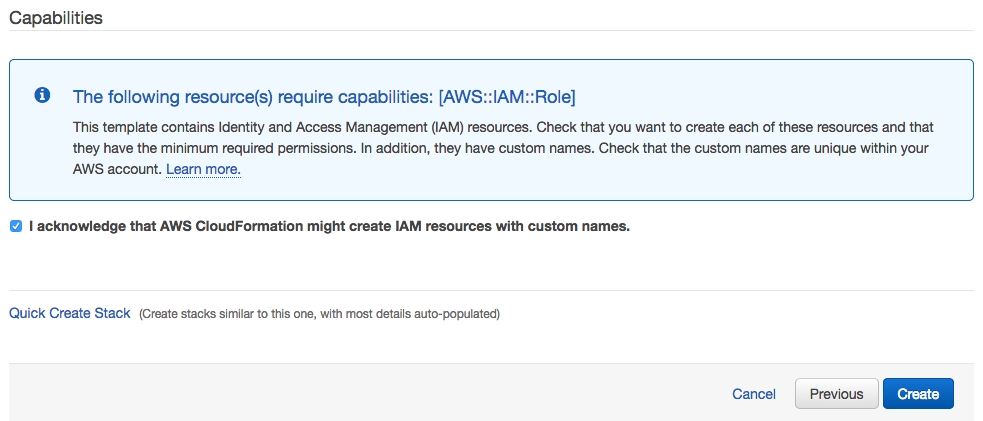 Capabilities
The following resource(s) require capabilities: [AWS::IAM::Role]
This template contains Identity and Access Management (IAM) resources. Check that you want to create each of these resources and that
they have the minimum required permissions. In addition, they have custom names. Check that the custom names are unique within your
AWS account. Learn more.
I acknowledge that AWS CloudFormation might create IAM resources with custom names.
Quick Create Stack (Create stacks similar to this one, with most details auto-populated)
Cancel Previous Create